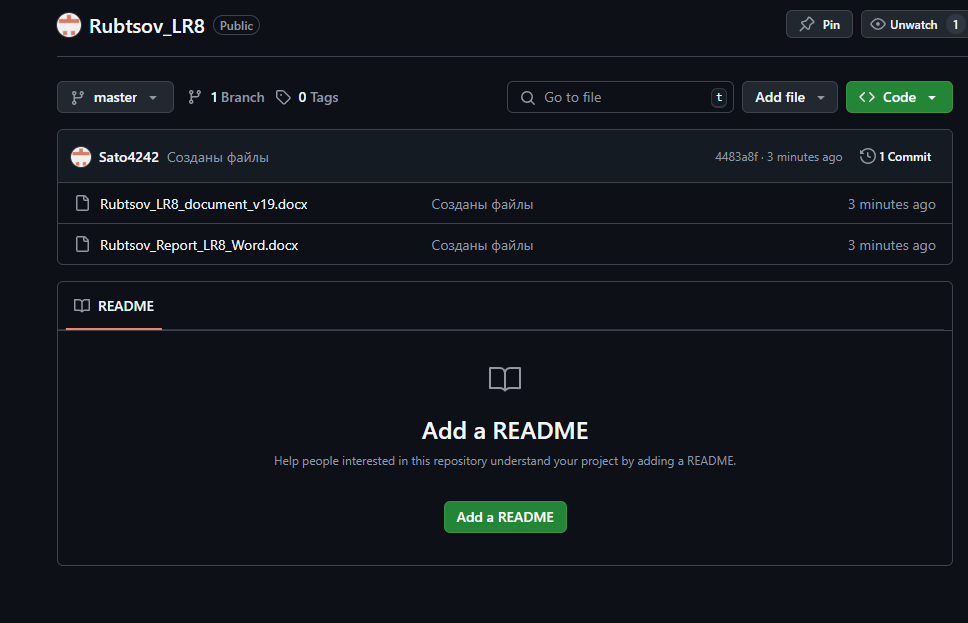 Rubtsov_LR8 Public Pin Unwatch 1
master 1 Branch 0 Tags Go to file t Add file Code
Sato4242 Созданы файлы 4483a8f · 3 minutes ago 1 Commit
Rubtsov_LR8_document_v19.docx Созданы файлы 3 minutes ago
Rubtsov_Report_LR8_Word.docx Созданы файлы 3 minutes ago
README
Add a README
Help people interested in this repository understand your project by adding a README.
Add a README